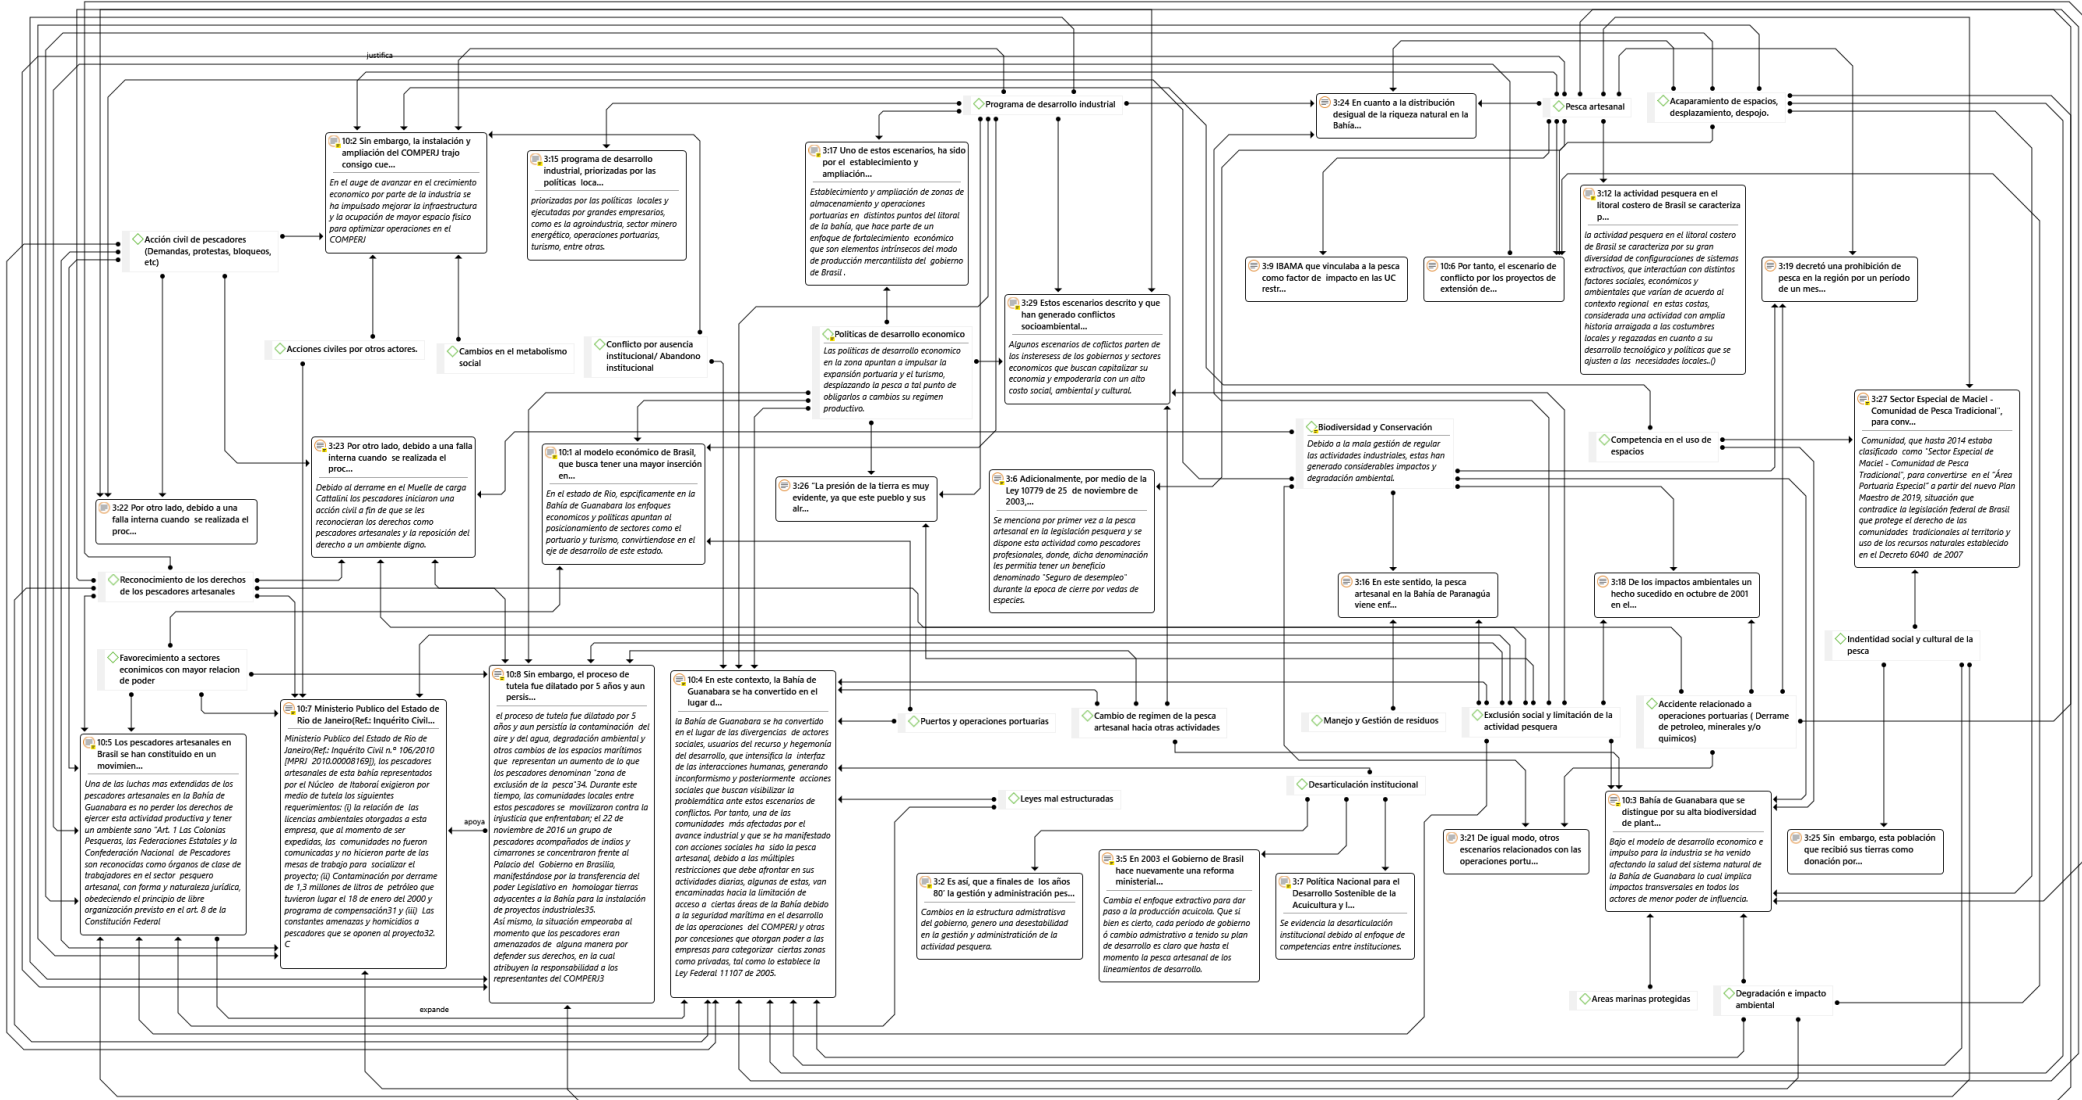 justifica
Programa de desarrollo industrial
3:24 En cuanto a la distribución
desigual de la riqueza natural en la
Bahía...
Pesca artesanal
Acaparamiento de espacios,
desplazamiento, despojo.
10:2 Sin embargo, la instalación y
ampliación del COMPERJ trajo
consigo cue...
En el auge de avanzar en el crecimiento
economico por parte de la industria se
ha impulsado mejorar la infraestructura
y la ocupación de mayor espacio físico
para optimizar operaciones en el
COMPERJ
3:15 programa de desarrollo
industrial, priorizadas por las
políticas loca...
priorizadas por las políticas locales y
ejecutadas por grandes empresarios,
como es la agroindustria, sector minero
energético, operaciones portuarias,
turismo, entre otras.
3:17 Uno de estos escenarios, ha sido
por el establecimiento y
ampliación...
Establecimiento y ampliación de zonas de
almacenamiento y operaciones
portuarias en distintos puntos del litoral
de la bahía, que hace parte de un
enfoque de fortalecimiento económico
que son elementos intrínsecos del modo
de producción mercantilista del gobierno
de Brasil .
3:12 la actividad pesquera en el
litoral costero de Brasil se caracteriza
p...
la actividad pesquera en el litoral costero
de Brasil se caracteriza por su gran
diversidad de configuraciones de sistemas
extractivos, que interactúan con distintos
factores sociales, económicos y
ambientales que varían de acuerdo al
contexto regional en estas costas,
considerada una actividad con amplia
historia arraigada a las costumbres
locales y regazadas en cuanto a su
desarrollo tecnológico y políticas que se
ajusten a las necesidades locales..()
Acción civil de pescadores
(Demandas, protestas, bloqueos,
etc)
3:9 IBAMA que vinculaba a la pesca
como factor de impacto en las UC
restr...
10:6 Por tanto, el escenario de
conflicto por los proyectos de
extensión de...
3:19 decretó una prohibición de
pesca en la región por un período
de un mes...
3:29 Estos escenarios descrito y que
han generado conflictos
socioambiental...
Algunos escenarios de coflictos parten de
los insteresess de los gobiernos y sectores
economicos que buscan capitalizar su
economia y empoderarla con un alto
costo social, ambiental y cultural.
Acciones civiles por otros actores.
Cambios en el metabolismo
social
Conflicto por ausencia
institucional/ Abandono
institucional
Políticas de desarrollo economico
Las políticas de desarrollo economico
en la zona apuntan a impulsar la
expansión portuaria y el turismo,
desplazando la pesca a tal punto de
obligarlos a cambios su regimen
productivo.
3:27 Sector Especial de Maciel -
Comunidad de Pesca Tradicional",
para conv...
Comunidad, que hasta 2014 estaba
clasificado como "Sector Especial de
Maciel - Comunidad de Pesca
Tradicional", para convertirse en el "Área
Portuaria Especial" a partir del nuevo Plan
Maestro de 2019, situación que
contradice la legislación federal de Brasil
que protege el derecho de las
comunidades tradicionales al territorio y
uso de los recursos naturales establecido
en el Decreto 6040 de 2007
Biodiversidad y Conservación
Debido a la mala gestión de regular
las actividades industriales, estas han
generado considerables impactos y
degradación ambiental.
Competencia en el uso de
espacios
3:23 Por otro lado, debido a una falla
interna cuando se realizada el
proc...
Debido al derrame en el Muelle de carga
Cattalini los pescadores iniciaron una
acción civil a fin de que se les
reconocieran los derechos como
pescadores artesanales y la reposición del
derecho a un ambiente digno.
10:1 al modelo económico de Brasil,
que busca tener una mayor inserción
en...
En el estado de Rio, espcificamente en la
Bahía de Guanabara los enfoques
economicos y políticas apuntan al
posicionamiento de sectores como el
portuario y turismo, convirtiendose en el
eje de desarrollo de este estado.
3:26 "La presión de la tierra es muy
evidente, ya que este pueblo y sus
alr...
3:6 Adicionalmente, por medio de la
Ley 10779 de 25 de noviembre de
2003,...
Se menciona por primer vez a la pesca
artesanal en la legislación pesquera y se
dispone esta actividad como pescadores
profesionales, donde, dicha denominación
les permitia tener un beneficio
denominado "Seguro de desempleo"
durante la epoca de cierre por vedas de
especies.
3:22 Por otro lado, debido a una
falla interna cuando se realizada el
proc...
Reconocimiento de los derechos
de los pescadores artesanales
3:16 En este sentido, la pesca
artesanal en la Bahía de Paranagúa
viene enf...
3:18 De los impactos ambientales un
hecho sucedido en octubre de 2001
en el...
Indentidad social y cultural de la
pesca
Favorecimiento a sectores
econimicos con mayor relacion
de poder
10:8 Sin embargo, el proceso de
tutela fue dilatado por 5 años y aun
persis...
el proceso de tutela fue dilatado por 5
años y aun persistía la contaminación del
aire y del agua, degradación ambiental y
otros cambios de los espacios marítimos
que representan un aumento de lo que
los pescadores denominan "zona de
exclusión de la pesca"34. Durante este
tiempo, las comunidades locales entre
estos pescadores se movilizaron contra la
injusticia que enfrentaban; el 22 de
noviembre de 2016 un grupo de
pescadores acompañados de indios y
cimarrones se concentraron frente al
Palacio del Gobierno en Brasilia,
manifestándose por la transferencia del
poder Legislativo en homologar tierras
adyacentes a la Bahía para la instalación
de proyectos industriales35.
Así mismo, la situación empeoraba al
momento que los pescadores eran
amenazados de alguna manera por
defender sus derechos, en la cual
atribuyen la responsabilidad a los
representantes del COMPERJ3
10:4 En este contexto, la Bahía de
Guanabara se ha convertido en el
lugar d...
la Bahía de Guanabara se ha convertido
en el lugar de las divergencias de actores
sociales, usuarios del recurso y hegemonía
del desarrollo, que intensifica la interfaz
de las interacciones humanas, generando
inconformismo y posteriormente acciones
sociales que buscan visibilizar la
problemática ante estos escenarios de
conflictos. Por tanto, una de las
comunidades más afectadas por el
avance industrial y que se ha manifestado
con acciones sociales ha sido la pesca
artesanal, debido a las múltiples
restricciones que debe afrontar en sus
actividades diarias, algunas de estas, van
encaminadas hacia la limitación de
acceso a ciertas áreas de la Bahía debido
a la seguridad marítima en el desarrollo
de las operaciones del COMPERJ y otras
por concesiones que otorgan poder a las
empresas para categorizar ciertas zonas
como privadas, tal como lo establece la
Ley Federal 11107 de 2005.
10:7 Ministerio Publico del Estado de
Rio de Janeiro(Ref.: Inquérito Civil...
Ministerio Publico del Estado de Rio de
Janeiro(Ref.: Inquérito Civil n.º 106/2010
[MPRJ 2010.00008169]), los pescadores
artesanales de esta bahía representados
por el Núcleo de Itaboraí exigieron por
medio de tutela los siguientes
requerimientos: (i) la relación de las
licencias ambientales otorgadas a esta
empresa, que al momento de ser
expedidas, las comunidades no fueron
comunicadas y no hicieron parte de las
mesas de trabajo para socializar el
proyecto; (ii) Contaminación por derrame
de 1,3 millones de litros de petróleo que
tuvieron lugar el 18 de enero del 2000 y
programa de compensación31 y (iii) Las
constantes amenazas y homicidios a
pescadores que se oponen al proyecto32.
C
10:5 Los pescadores artesanales en
Brasil se han constituido en un
movimien...
Una de las luchas mas extendidas de los
pescadores artesanales en la Bahía de
Guanabara es no perder los derechos de
ejercer esta actividad productiva y tener
un ambiente sano "Art. 1 Las Colonias
Pesqueras, las Federaciones Estatales y la
Confederación Nacional de Pescadores
son reconocidas como órganos de clase de
trabajadores en el sector pesquero
artesanal, con forma y naturaleza jurídica,
obedeciendo el principio de libre
organización previsto en el art. 8 de la
Constitución Federal
apoya
Puertos y operaciones portuarias
Cambio de regimen de la pesca
artesanal hacia otras actividades
Manejo y Gestión de residuos
Exclusión social y limitación de la
actividad pesquera
Accidente relacionado a
operaciones portuarias ( Derrame
de petroleo, minerales y/o
quimicos)
Leyes mal estructuradas
Desarticulación institucional
10:3 Bahía de Guanabara que se
distingue por su alta biodiversidad
de plant...
Bajo el modelo de desarrollo economico e
impulso para la industria se ha venido
afectando la salud del sistema natural de
la Bahía de Guanabara lo cual implica
impactos transversales en todos los
actores de menor poder de influencia.
3:21 De igual modo, otros
escenarios relacionados con las
operaciones portu...
3:25 Sin embargo, esta población
que recibió sus tierras como
donación por...
3:2 Es así, que a finales de los años
80' la gestión y administración pes...
Cambios en la estructura admistratisva
del gobierno, genero una desestabilidad
en la gestión y administratición de la
actividad pesquera.
3:5 En 2003 el Gobierno de Brasil
hace nuevamente una reforma
ministerial...
Cambia el enfoque extractivo para dar
paso a la producción acuicola. Que si
bien es cierto, cada periodo de gobierno
ó cambio admitrativo a tenido su plan
de desarrollo es claro que hasta el
momento la pesca artesanal de los
lineamientos de desarrollo.
3:7 Política Nacional para el
Desarrollo Sostenible de la
Acuicultura y l...
Se evidencia la desarticulación
institucional debido al enfoque de
competencias entre instituciones.
Areas marinas protegidas
Degradación e impacto
ambiental
expande